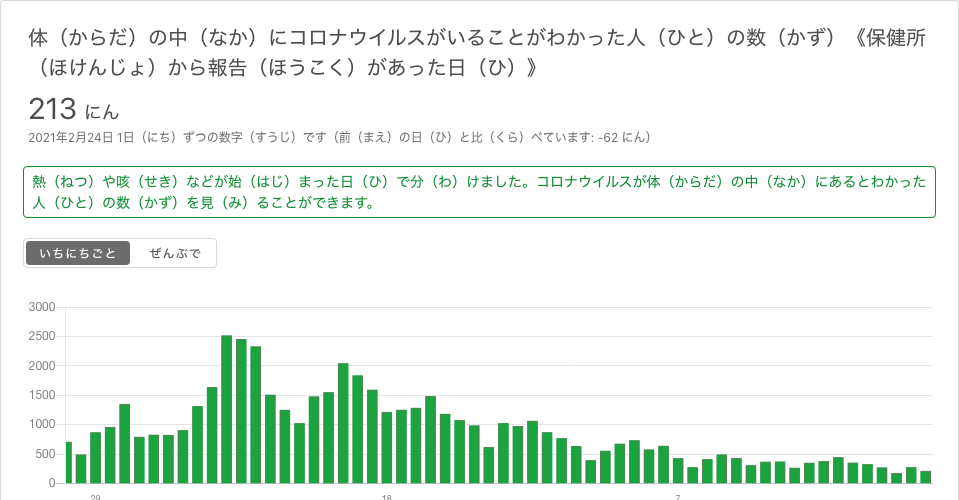 体（からだ）の中（なか）にコロナウイルスがいることがわかった人（ひと）の数（かず）《保健所
（ほけんじょ）から報告（ほうこく）があった日（ひ）》
213 にん
2021年2月24日 1日（にち）ずつの数字（すうじ）です（前（まえ）の日（ひ）と比（くら）べています: -62 にん）
熱（ねつ）や咳（せき）などが始（はじ）まった日（ひ）で分（わ）けました。コロナウイルスが体（からだ）の中（なか）にあるとわかった
人（ひと）の数（かず）を見（み）ることができます。
いちにちごと ぜんぶで
3000
2500
2000
1500
1000
500
0
29 18 7